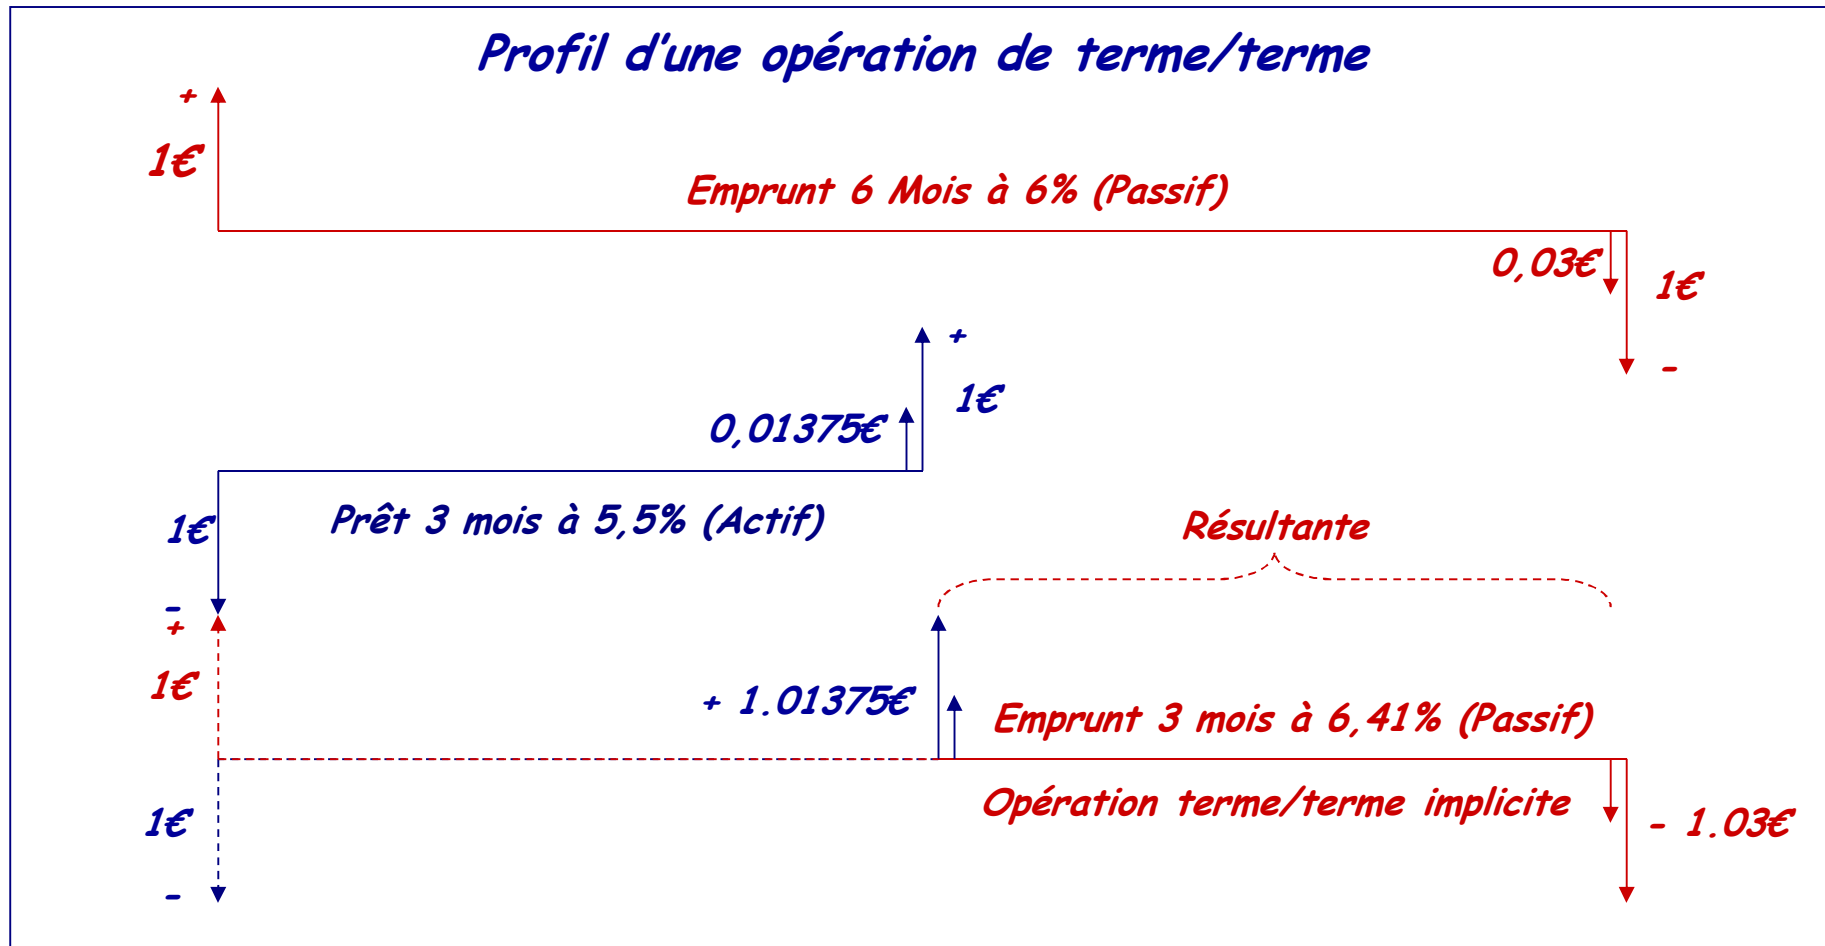 Profil d'une opération de terme/terme
+
1€
Emprunt 6 Mois à 6% (Passif)
0,03€
1€
-
+
1€
0,01375€
Prêt 3 mois à 5,5% (Actif)
1€
-
Résultante
+
1€
+ 1.01375€
Emprunt 3 mois à 6,41% (Passif)
Opération terme/terme implicite
1€
-
- 1.03€